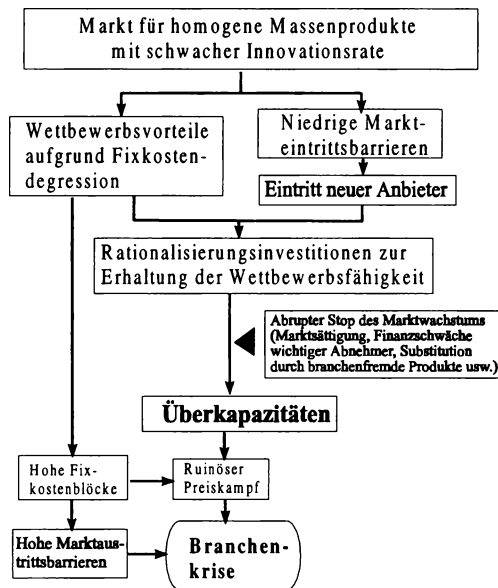 Markt für homogene Massenprodukte
mit schwacher Innovationsrate
Wettbewerbsvorteile
aufgrund Fixkosten-
degression
Niedrige Markt-
eintrittsbarrieren
Eintritt neuer Anbieter
Rationalisierungsinvestitionen zur
Erhaltung der Wettbewerbsfähigkeit
Abrupter Stop des Marktwachstums
(Marktsättigung, Finanzschwäche
wichtiger Abnehmer, Substitution
durch branchenfremde Produkte usw.)
Überkapazitäten
Hohe Fix-
kostenblöcke
Ruinöser
Preiskampf
Hohe Marktaus-
trittsbarrieren
Branchen-
krise